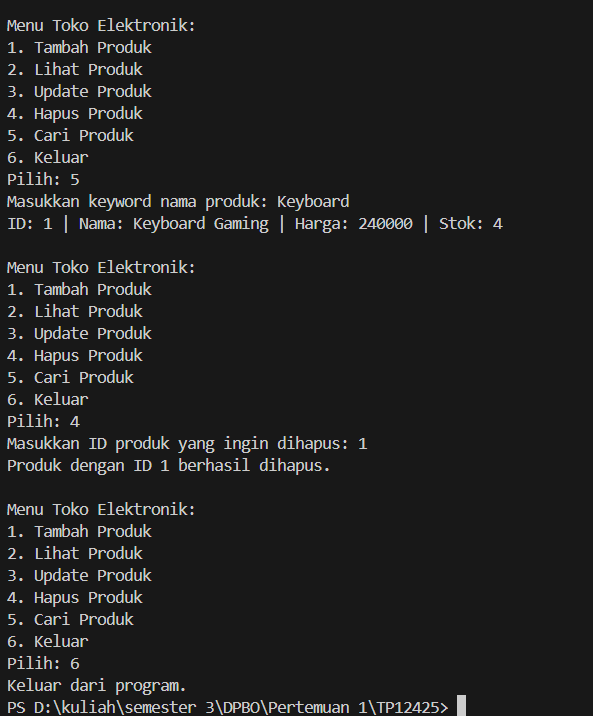 Menu Toko Elektronik:
1. Tambah Produk
2. Lihat Produk
3. Update Produk
4. Hapus Produk
5. Cari Produk
6. Keluar
Pilih: 5
Masukkan keyword nama produk: Keyboard
ID: 1 | Nama: Keyboard Gaming | Harga: 240000 | Stok: 4
Menu Toko Elektronik:
1. Tambah Produk
2. Lihat Produk
3. Update Produk
4. Hapus Produk
5. Cari Produk
6. Keluar
Pilih: 4
Masukkan ID produk yang ingin dihapus: 1
Produk dengan ID 1 berhasil dihapus.
Menu Toko Elektronik:
1. Tambah Produk
2. Lihat Produk
3. Update Produk
4. Hapus Produk
5. Cari Produk
6. Keluar
Pilih: 6
Keluar dari program.
PS D:\kuliah\semester 3\DPBO\Pertemuan 1\TP12425>